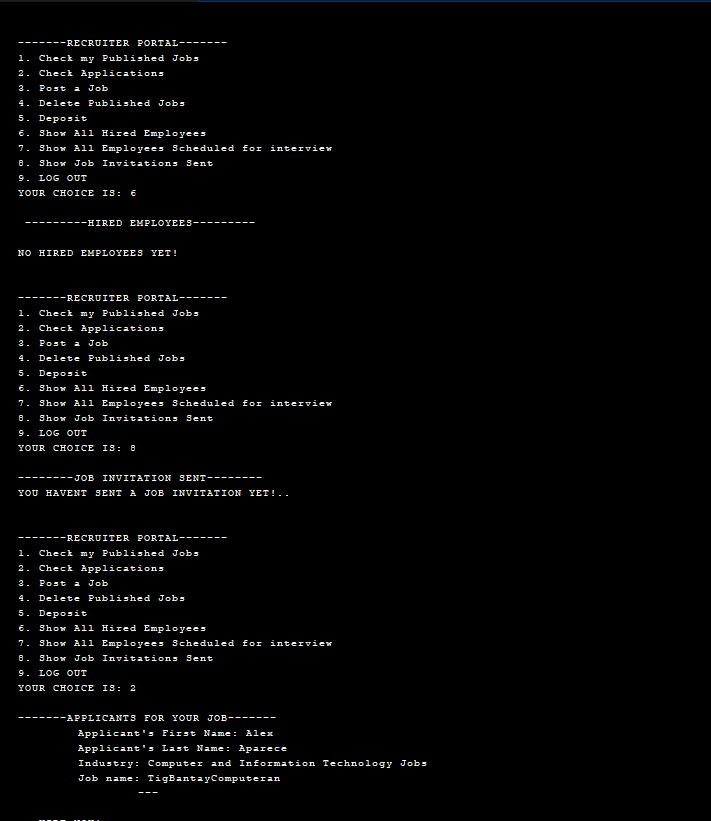 -------RECRUITER PORTAL-------
1. Check my Published Jobs
2. Check Applications
3. Post a Job
4. Delete Published Jobs
5. Deposit
6. Show All Hired Employees
7. Show All Employees Scheduled for interview
8. Show Job Invitations Sent
9. LOG OUT
YOUR CHOICE IS: 6
---------HIRED EMPLOYEES---------
NO HIRED EMPLOYEES YET!
-------RECRUITER PORTAL-------
1. Check my Published Jobs
2. Check Applications
3. Post a Job
4. Delete Published Jobs
5. Deposit
6. Show All Hired Employees
7. Show All Employees Scheduled for interview
8. Show Job Invitations Sent
9. LOG OUT
YOUR CHOICE IS: 8
--------JOB INVITATION SENT--------
YOU HAVENT SENT A JOB INVITATION YET!..
-------RECRUITER PORTAL-------
1. Check my Published Jobs
2. Check Applications
3. Post a Job
4. Delete Published Jobs
5. Deposit
6. Show All Hired Employees
7. Show All Employees Scheduled for interview
8. Show Job Invitations Sent
9. LOG OUT
YOUR CHOICE IS: 2
-------APPLICANTS FOR YOUR JOB-------
Applicant's First Name: Alex
Applicant's Last Name: Aparece
Industry: Computer and Information Technology Jobs
Job name: TigBantayComputeran
---